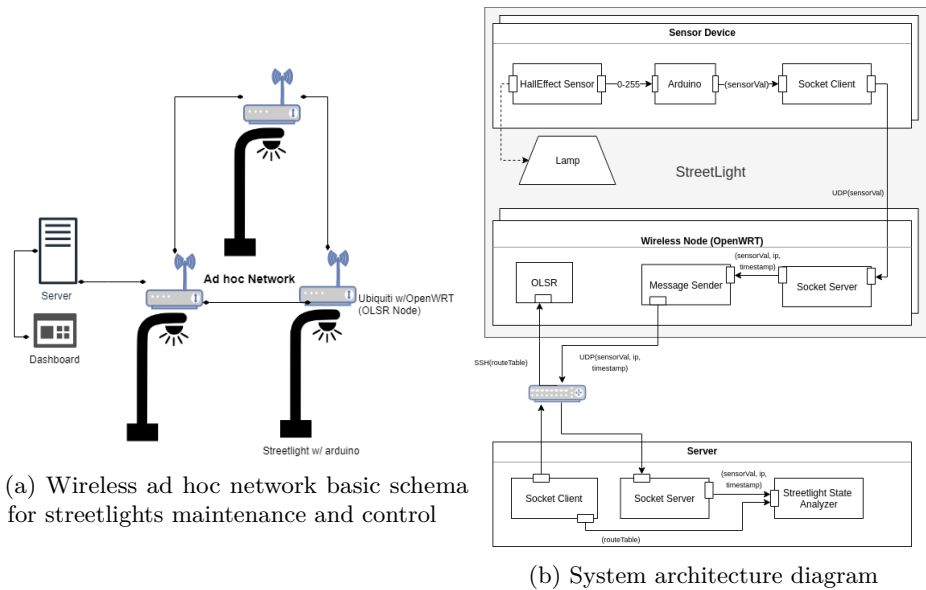 Server
Dashboard
Ad hoc Network
Ubiquiti w/OpenWRT
(OLSR Node)
Streetlight w/ arduino
(a) Wireless ad hoc network basic schema
for streetlights maintenance and control
Sensor Device
HallEffect Sensor
0-255
Arduino
(sensorVal)
Socket Client
Lamp
StreetLight
UDP(sensorVal)
Wireless Node (OpenWRT)
OLSR
Message Sender
(sensorVal, ip,
timestamp)
Socket Server
SSH(routeTable)
UDP(sensorVal, ip,
timestamp)
Server
Socket Client
Socket Server
(sensorVal, ip,
timestamp)
Streetlight State
Analyzer
(routeTable)
(b) System architecture diagram